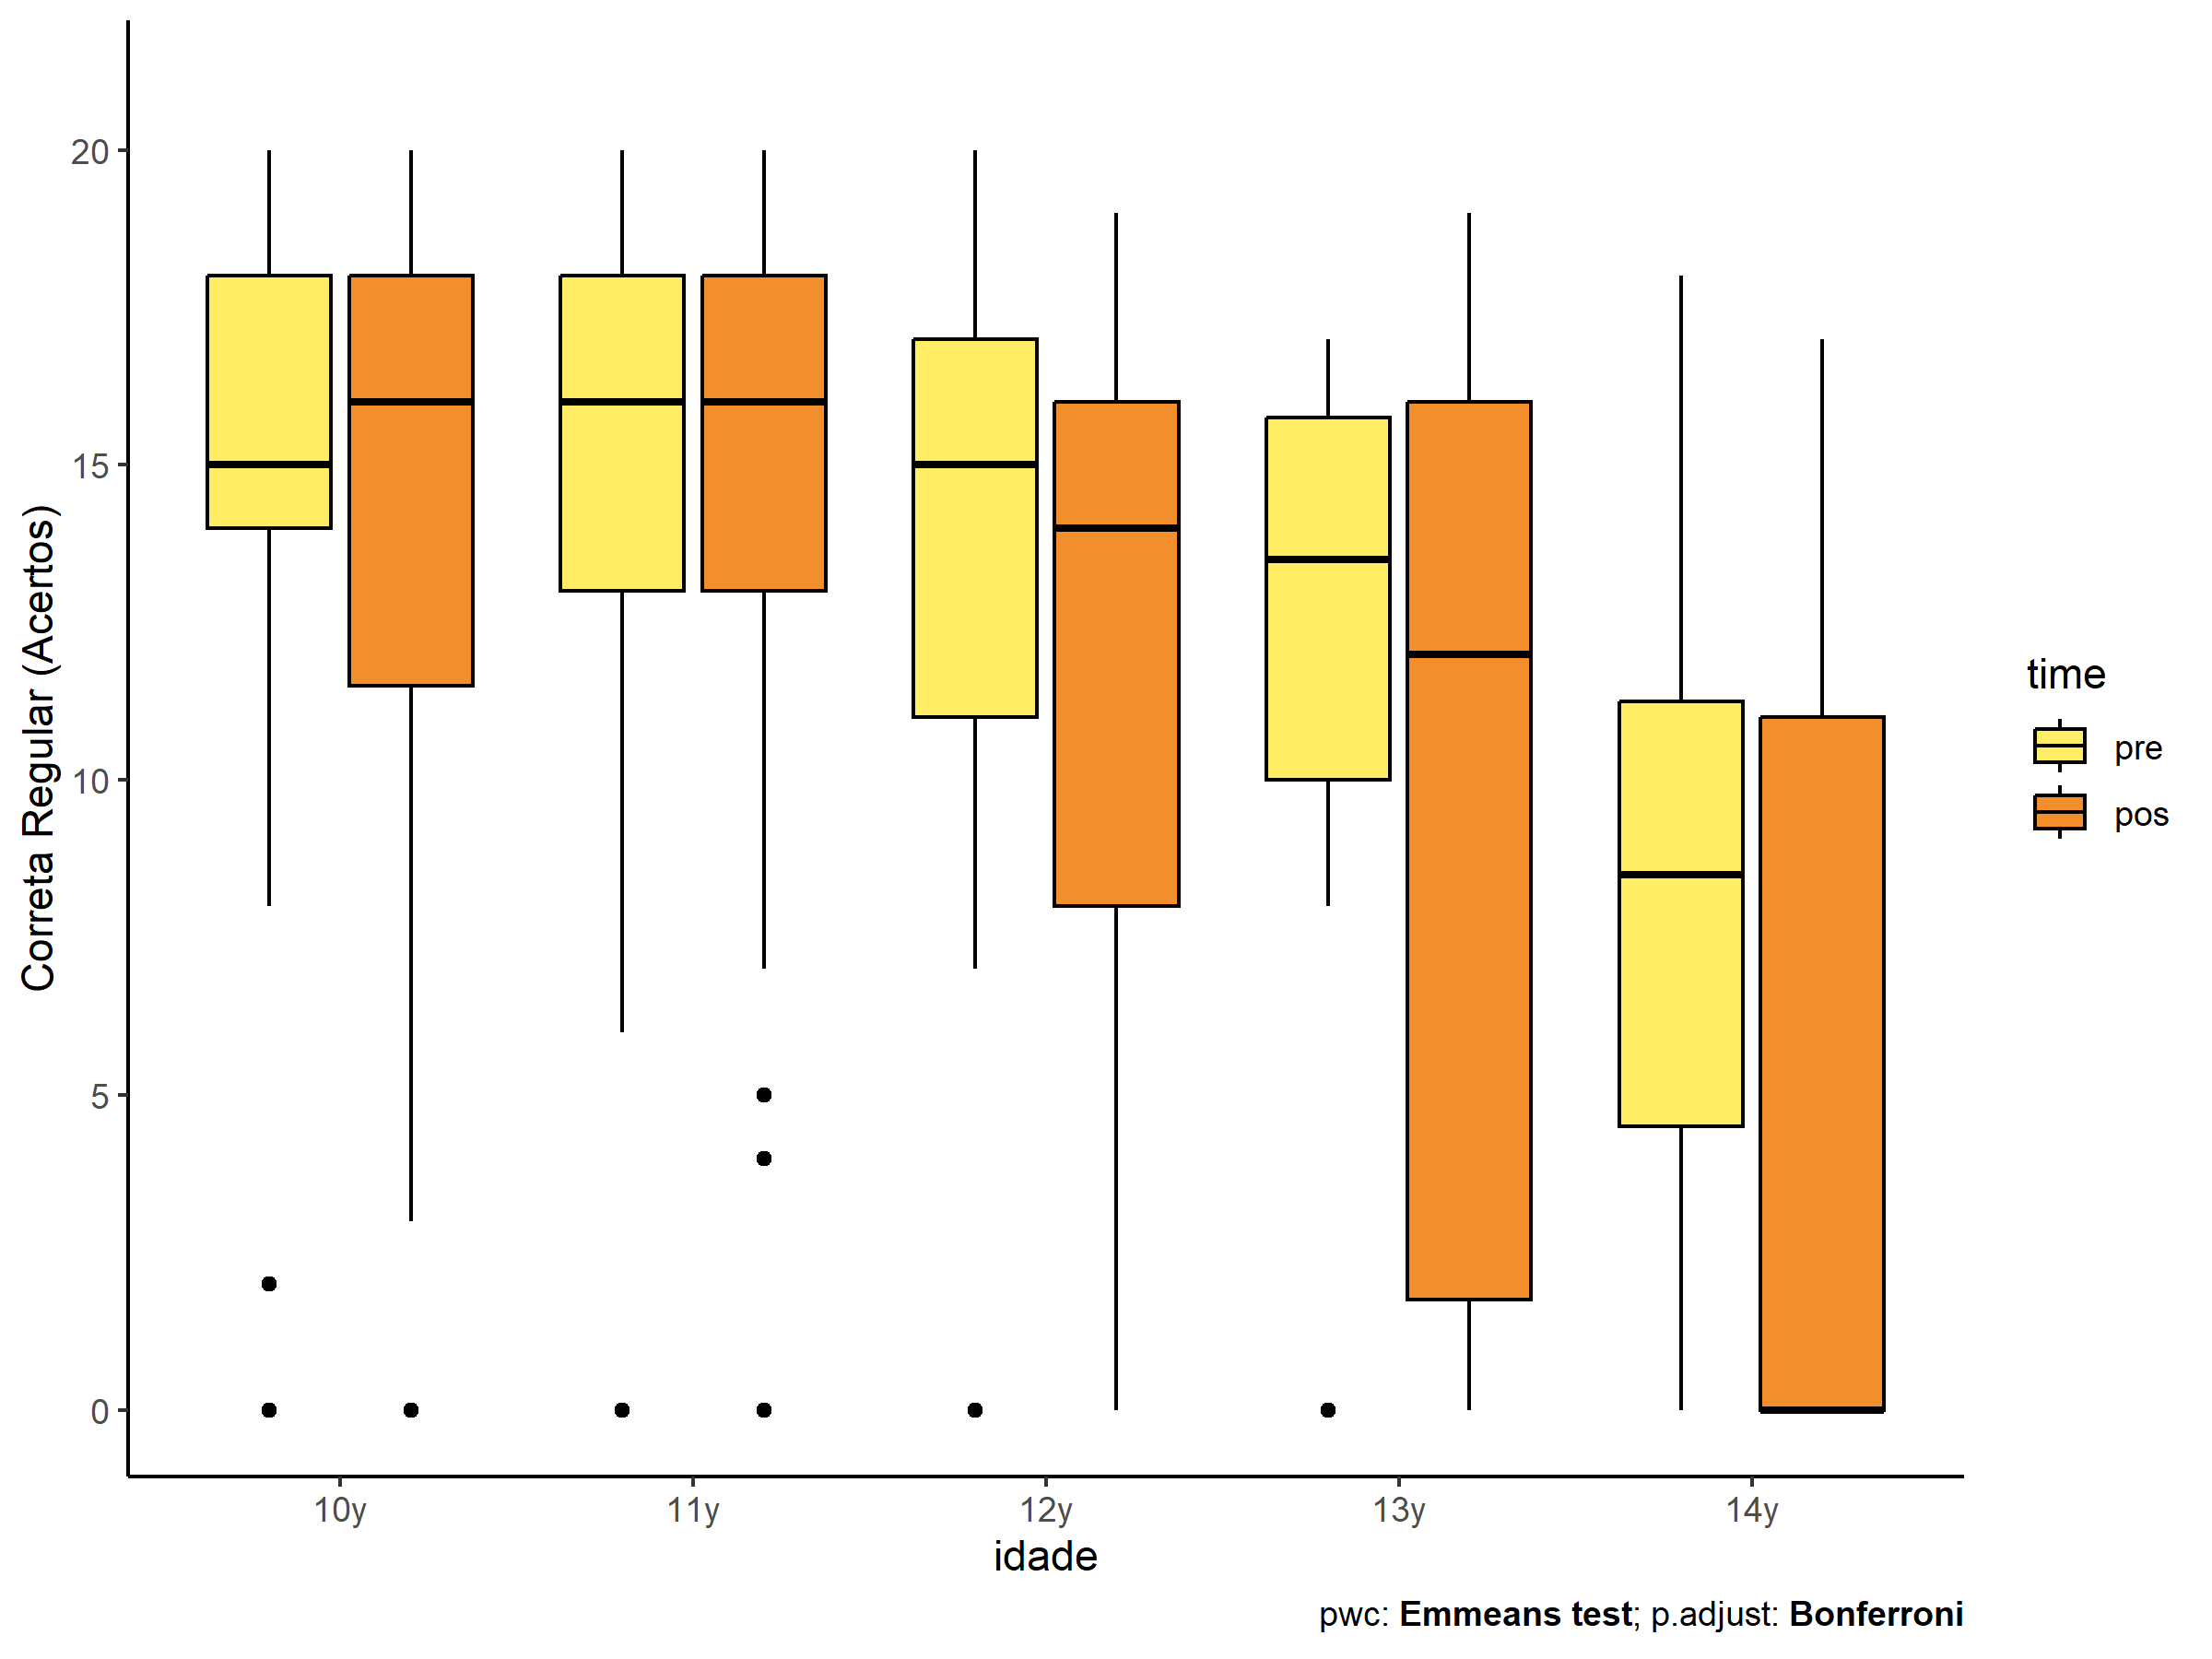 Correta Regular (Acertos)
20
15
10
5
0
10y
11y
12y
13y
14y
idade
time
pre
pos
pwc: Emmeans test; p.adjust: Bonferroni